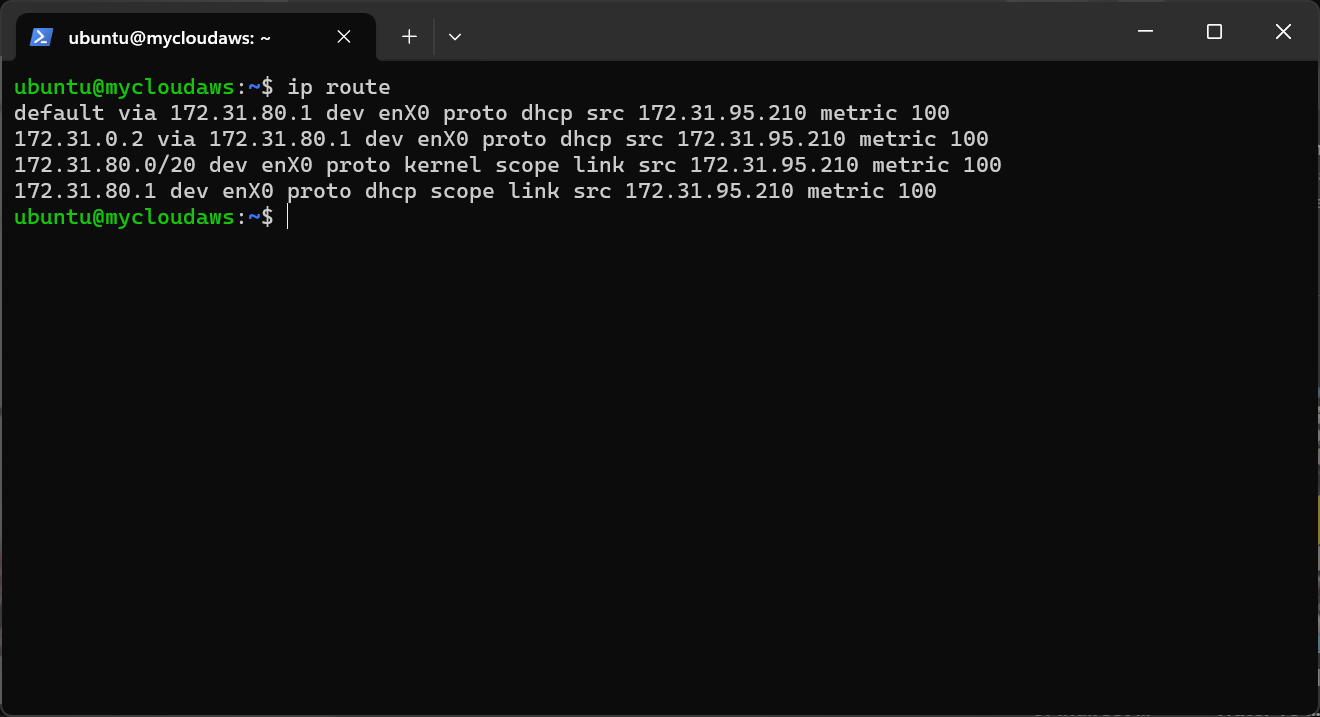 ubuntu@mycloudaws: ~
ubuntu@mycloudaws:~$ ip route
default via 172.31.80.1 dev enX0 proto dhcp src 172.31.95.210 metric 100
172.31.0.2 via 172.31.80.1 dev enX0 proto dhcp src 172.31.95.210 metric 100
172.31.80.0/20 dev enX0 proto kernel scope link src 172.31.95.210 metric 100
172.31.80.1 dev enX0 proto dhcp scope link src 172.31.95.210 metric 100
ubuntu@mycloudaws:~$